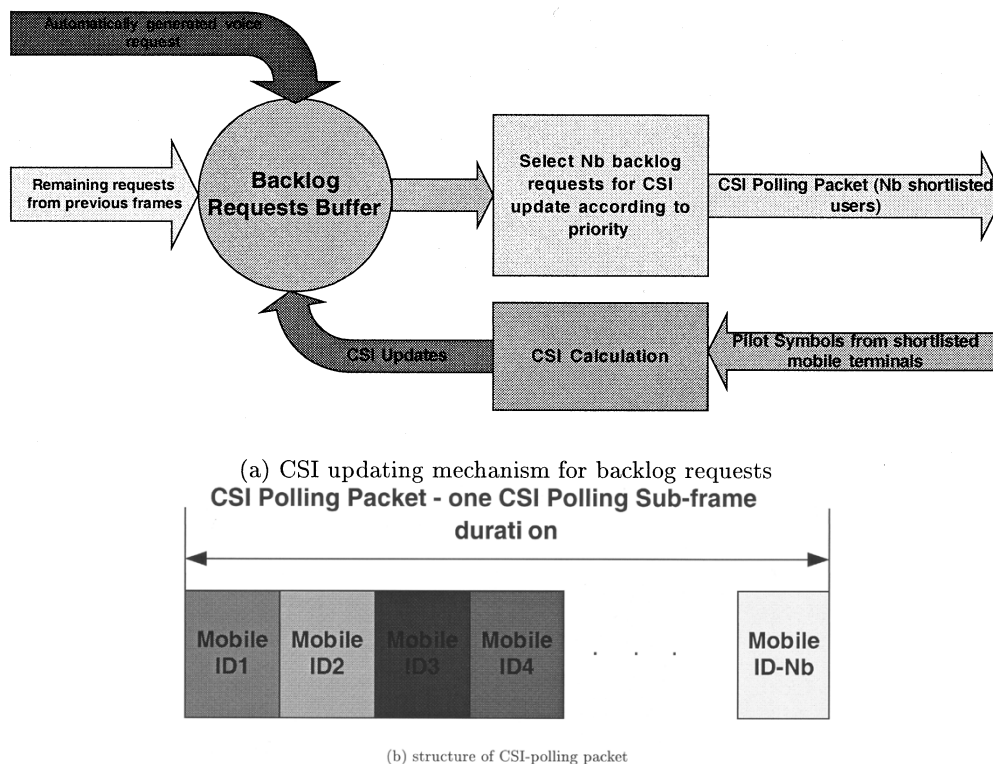 Automatically generated voice
request
Remaining requests
from previous frames
Backlog
Requests Buffer
Select Nb backlog
requests for CSI
update according to
priority
CSI Polling Packet (Nb shortlisted
users)
CSI Updates
CSI Calculation
Pilot Symbols from shortlisted
mobile terminals
(a) CSI updating mechanism for backlog requests
CSI Polling Packet - one CSI Polling Sub-frame
durati on
Mobile
ID1
Mobile
ID2
Mobile
ID3
Mobile
ID4
. . .
Mobile
ID-Nb
(b) structure of CSI-polling packet